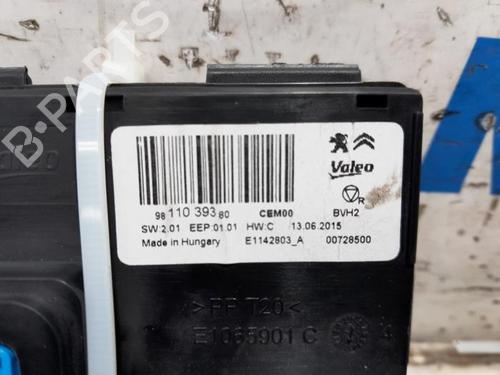 B-PARTS
Valeo
R
98 110 393 80 CEM00 BVH2
SW:2.01 EEP:01.01 HW:C 13.06.2015
Made in Hungary E1142803_A 00728500
>PP T20<
E1065901 C